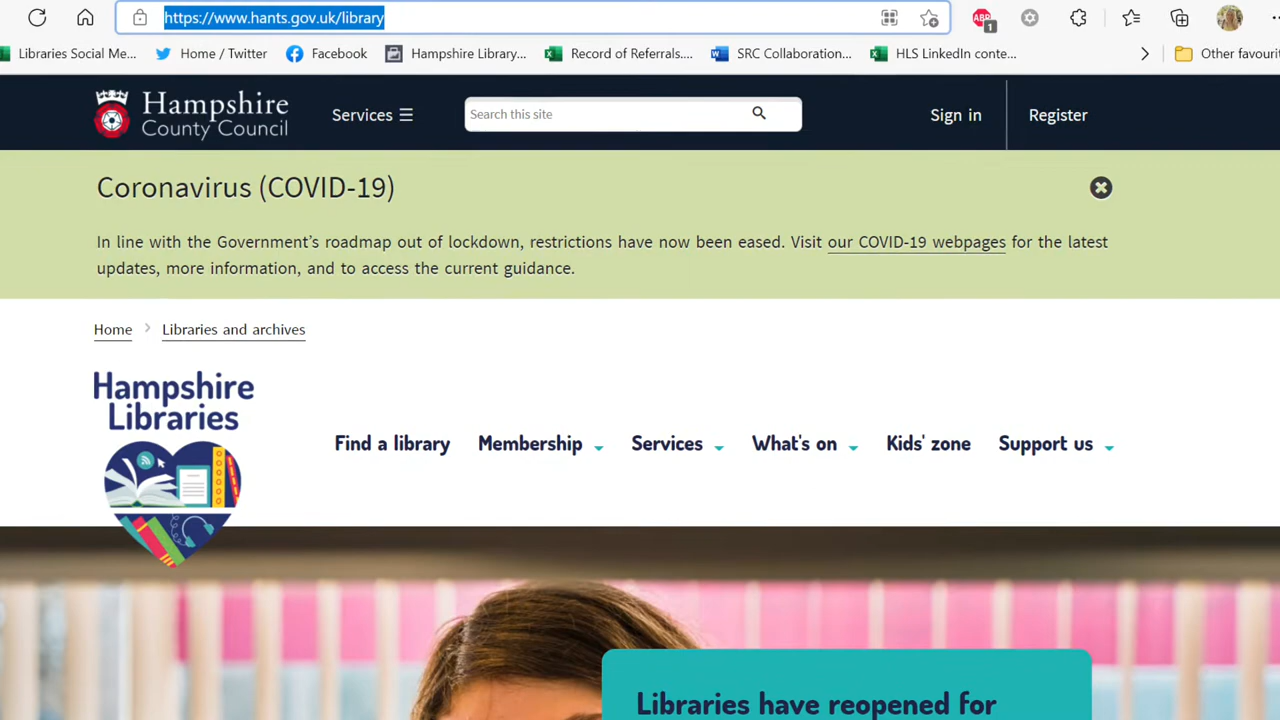 https://www.hants.gov.uk/library
ABP
1
Libraries Social Me...
Home / Twitter
Facebook
Hampshire Library...
Record of Referrals....
SRC Collaboration...
HLS LinkedIn conte...
Other favouri
Hampshire
County Council
Services
Search this site
Sign in
Register
Coronavirus (COVID-19)
In line with the Government's roadmap out of lockdown, restrictions have now been eased. Visit our COVID-19 webpages for the latest
updates, more information, and to access the current guidance.
Home
Libraries and archives
Hampshire
Libraries
Find a library
Membership
Services
What's on
Kids' zone
Support us
Libraries have reopened for